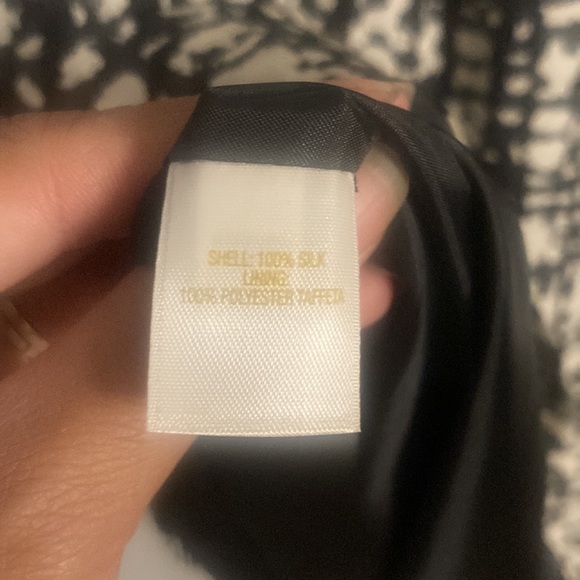 SHELL: 100% SILK
LINING:
100% POLYESTER TAFFETA